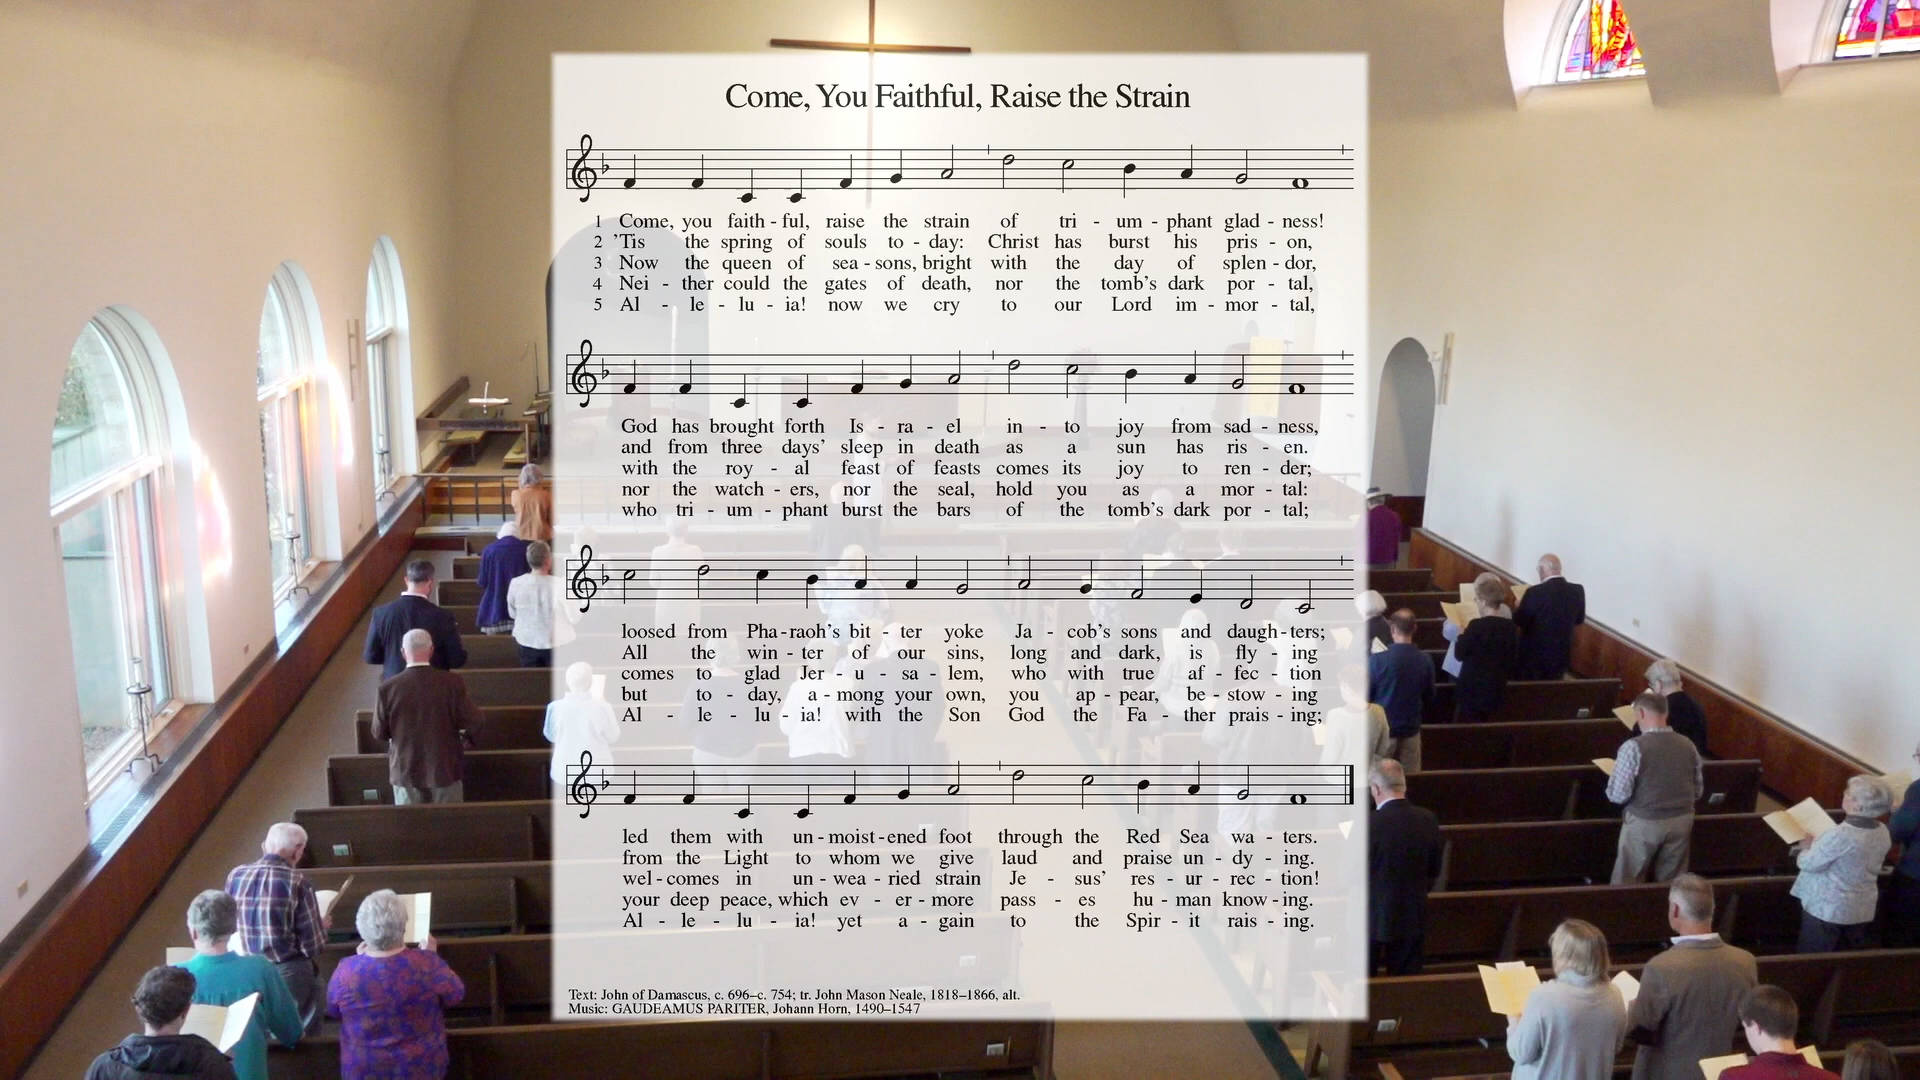 Come, You Faithful, Raise the Strain
1 Come, you faith - ful, raise the strain of tri - um - phant glad - ness!
2 'Tis the spring of souls to - day: Christ has burst his pris - on,
3 Now the queen of sea - sons, bright with the day of splen - dor,
4 Nei - ther could the gates of death, nor the tomb's dark por - tal,
5 Al - le - lu - ia! now we cry to our Lord im - mor - tal,
God has brought forth Is - ra - el in - to joy from sad - ness,
and from three days' sleep in death as a sun has ris - en.
with the roy - al feast of feasts comes its joy to ren - der;
nor the watch - ers, nor the seal, hold you as a mor - tal:
who tri - um - phant burst the bars of the tomb's dark por - tal;
loosed from Pha - raoh's bit - ter yoke Ja - cob's sons and daugh - ters;
All the win - ter of our sins, long and dark, is fly - ing
comes to glad Jer - u - sa - lem, who with true af - fec - tion
but to - day, a - mong your own, you ap - pear, be - stow - ing
Al - le - lu - ia! with the Son God the Fa - ther prais - ing;
led them with un - moist - ened foot through the Red Sea wa - ters.
from the Light to whom we give laud and praise un - dy - ing.
wel - comes in un - wea - ried strain Je - sus' res - ur - rec - tion!
your deep peace, which ev - er - more pass - es hu - man know - ing.
Al - le - lu - ia! yet a - gain to the Spir - it rais - ing.
Text: John of Damascus, c. 696–c. 754; tr. John Mason Neale, 1818–1866, alt.
Music: GAUDEAMUS PARITER, Johann Horn, 1490–1547